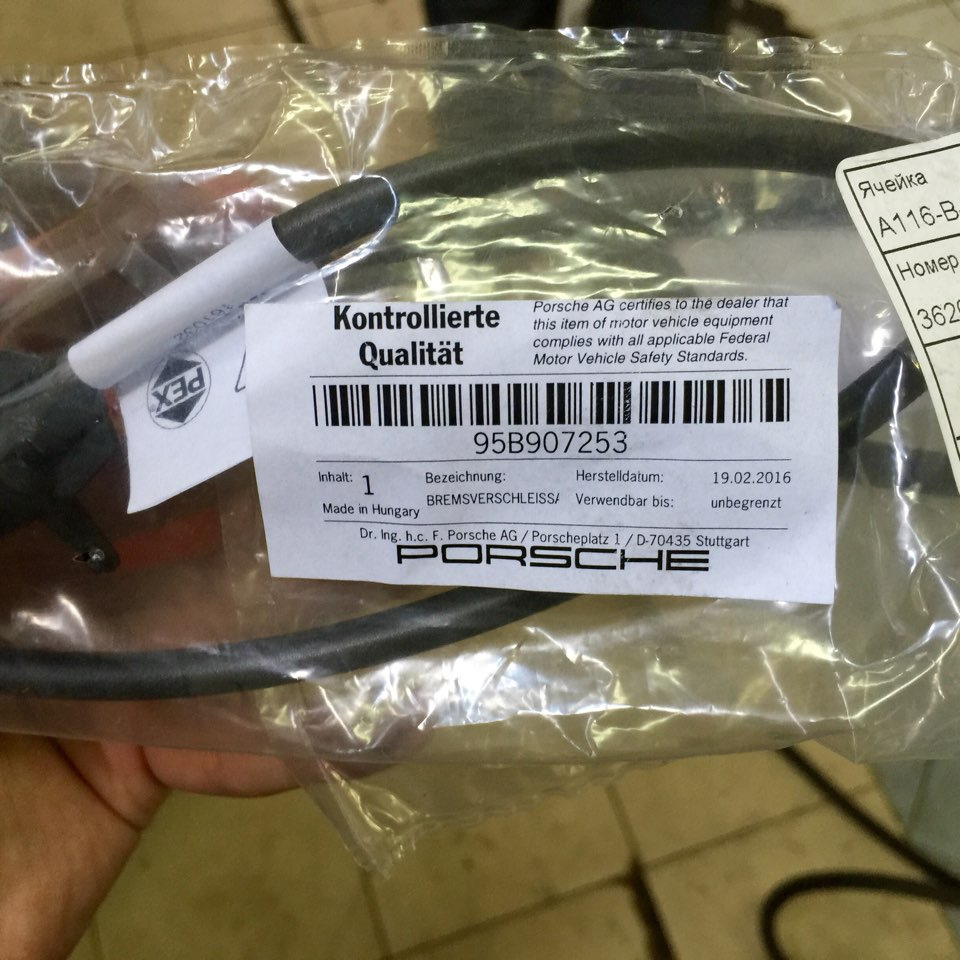 Kontrollierte
Qualität
Porsche AG certifies to the dealer that
this item of motor vehicle equipment
complies with all applicable Federal
Motor Vehicle Safety Standards.
95B907253
Inhalt: 1
Made in Hungary
Bezeichnung:
BREMSVERSCHLEISSA
Herstelldatum: 19.02.2016
Verwendbar bis: unbegrenzt
Dr. Ing. h.c. F. Porsche AG / Porscheplatz 1 / D-70435 Stuttgart
PORSCHE
PEX
Ячейка
A116-B
Номер